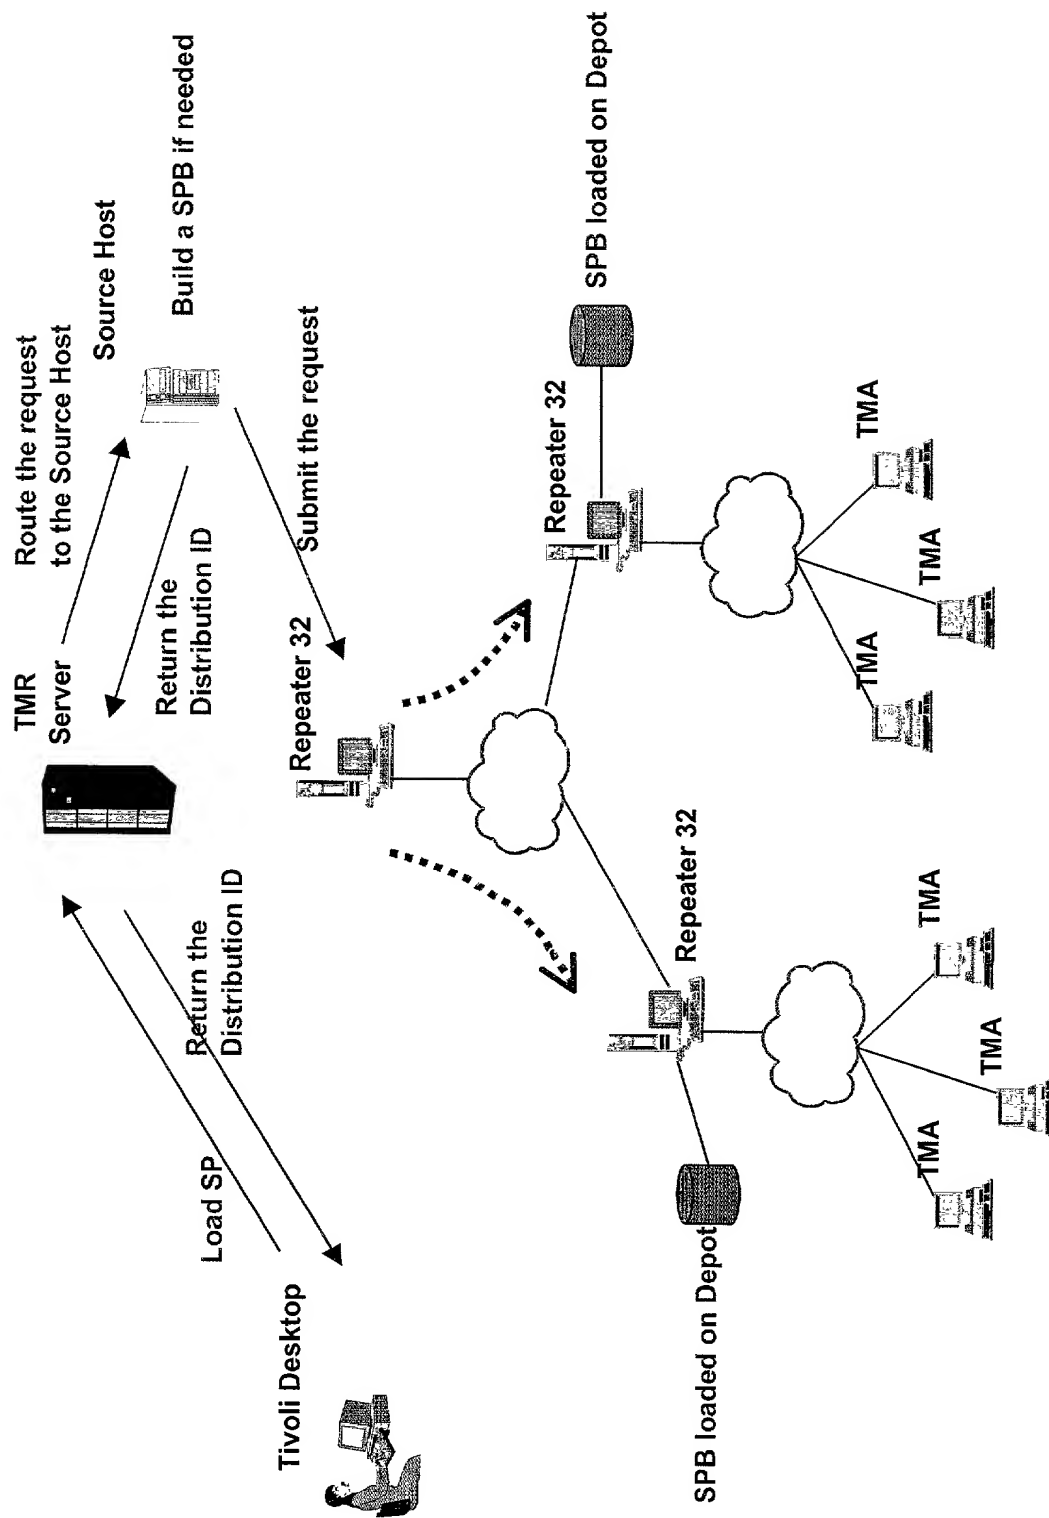 Tivoli Desktop
Load SP
Return the
Distribution ID
TMR
Server
Route the request
to the Source Host
Source Host
Return the
Distribution ID
Build a SPB if needed
Submit the request
Repeater 32
Repeater 32
SPB loaded on Depot
TMA
TMA
TMA
Repeater 32
SPB loaded on Depot
TMA
TMA
TMA